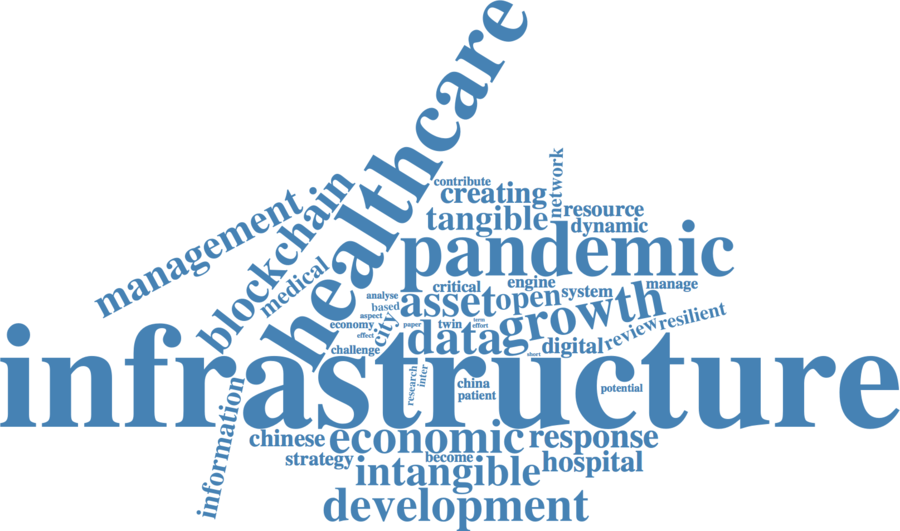 healthcare
network
contribute
creating
management
blockchain
tangible
resource
dynamic
pandemic
medical
critical
engine
manage
analyse
asset
open
system
based
growth
aspect
city
economy
paper
twin
term
effort
resilient
review
effect
data
digital
challenge
short
infrastructure
research
inter
china
patient
potential
information
chinese
economic
response
strategy
become
intangible
hospital
development